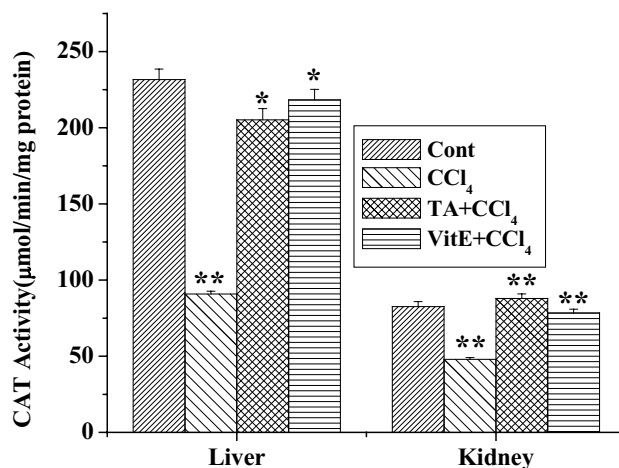 CAT Activity(μmol/min/mg protein)
250
200
150
100
50
0
**
*
*
**
**
**
Cont
CCl₄
TA+CCl₄
VitE+CCl₄
Liver
Kidney